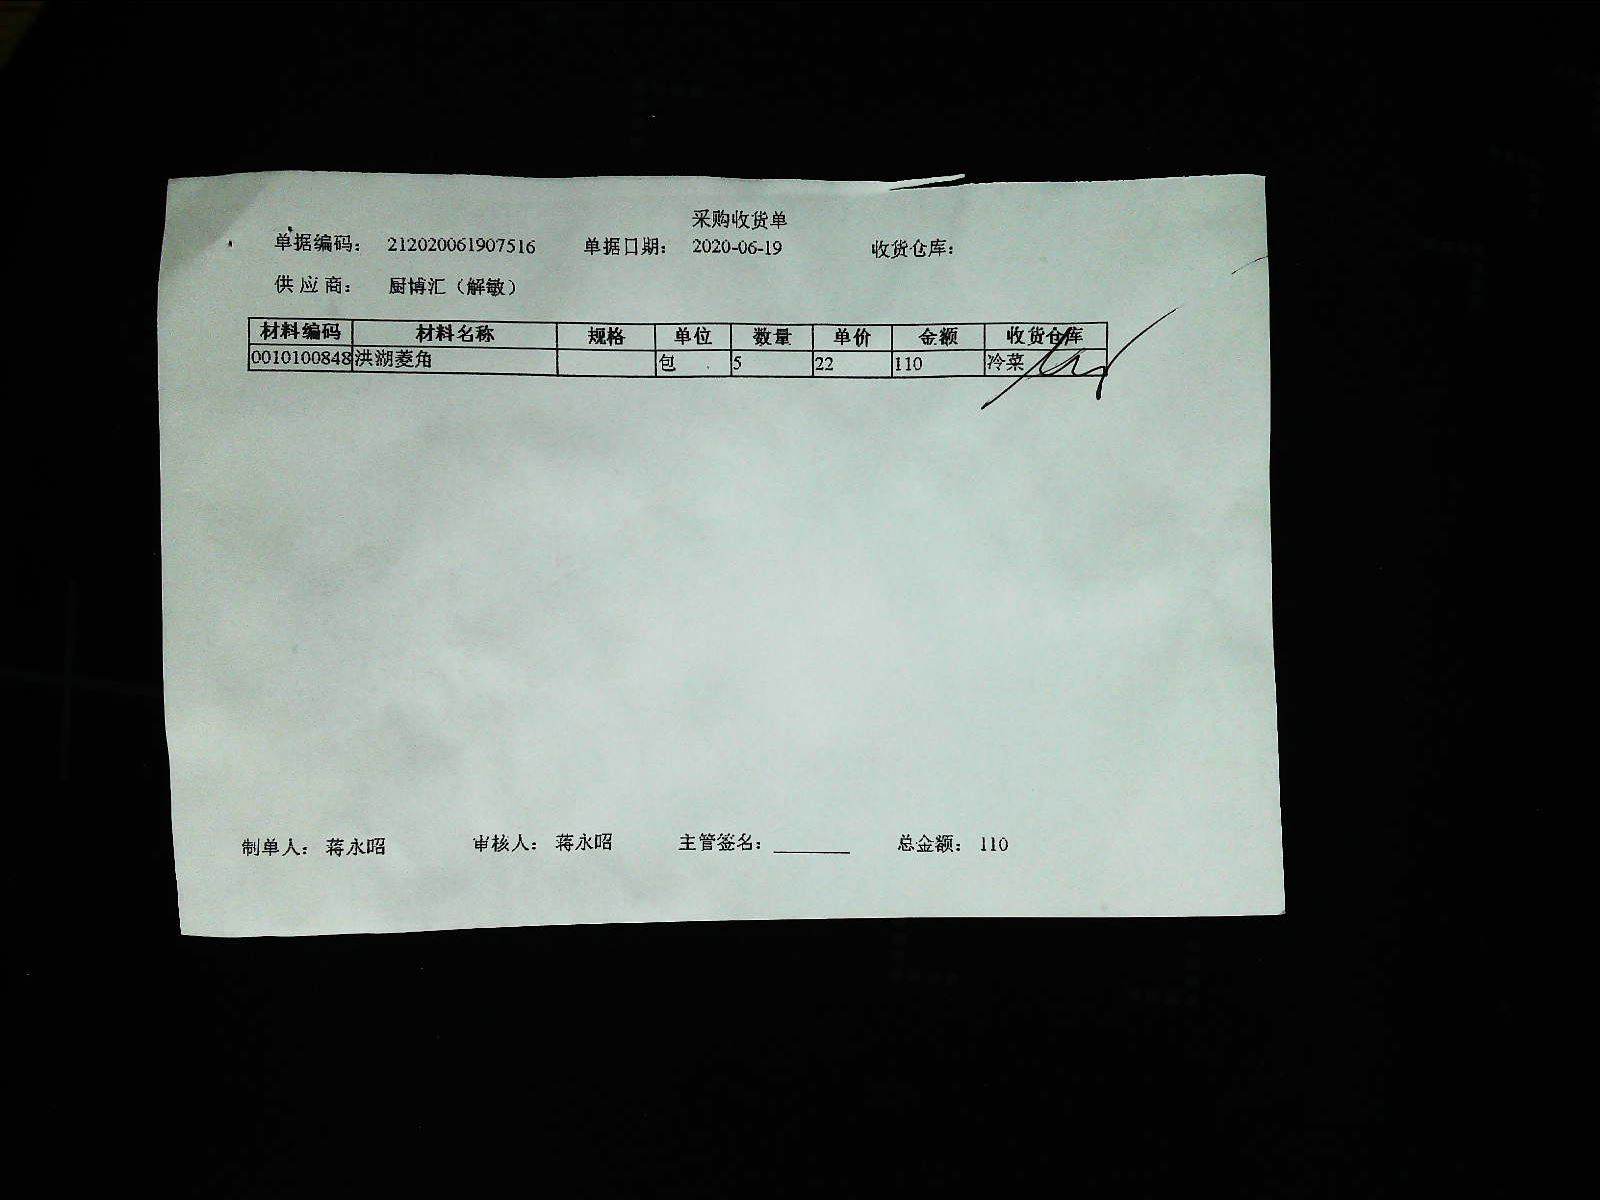 采购收货单
单据编码： 212020061907516 单据日期： 2020-06-19 收货仓库：
供应商： 厨博汇（解敏）
材料编码 材料名称 规格 单位 数量 单价 金额 收货仓库
0010100848 洪湖菱角 包 5 22 110 冷菜
制单人： 蒋永昭 审核人： 蒋永昭 主管签名： 总金额： 110